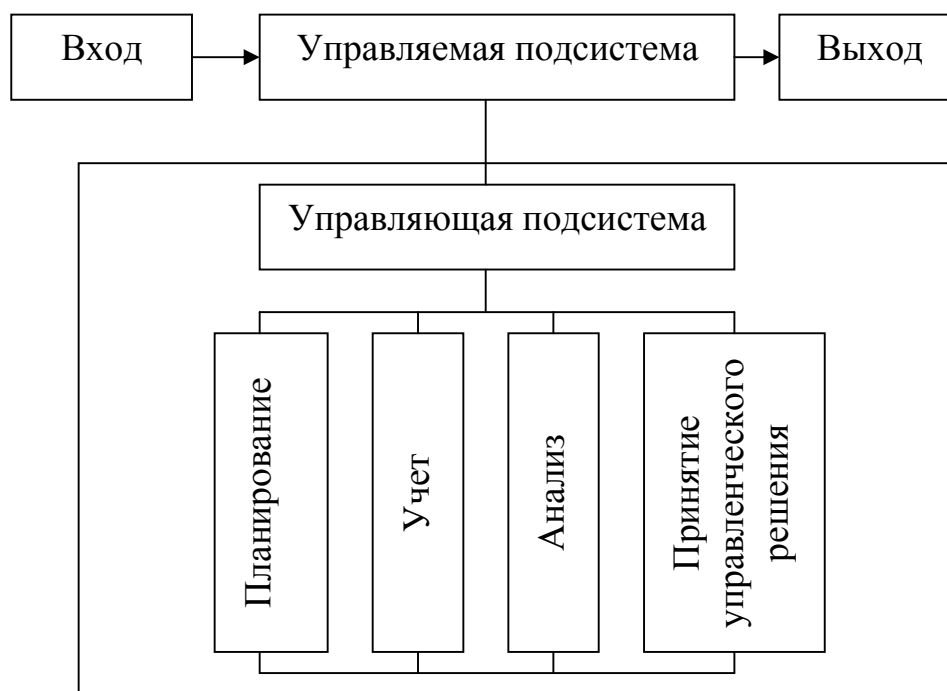 Вход
Управляемая подсистема
Выход
Управляющая подсистема
Планирование
Учет
Анализ
Принятие
управленческого
решения